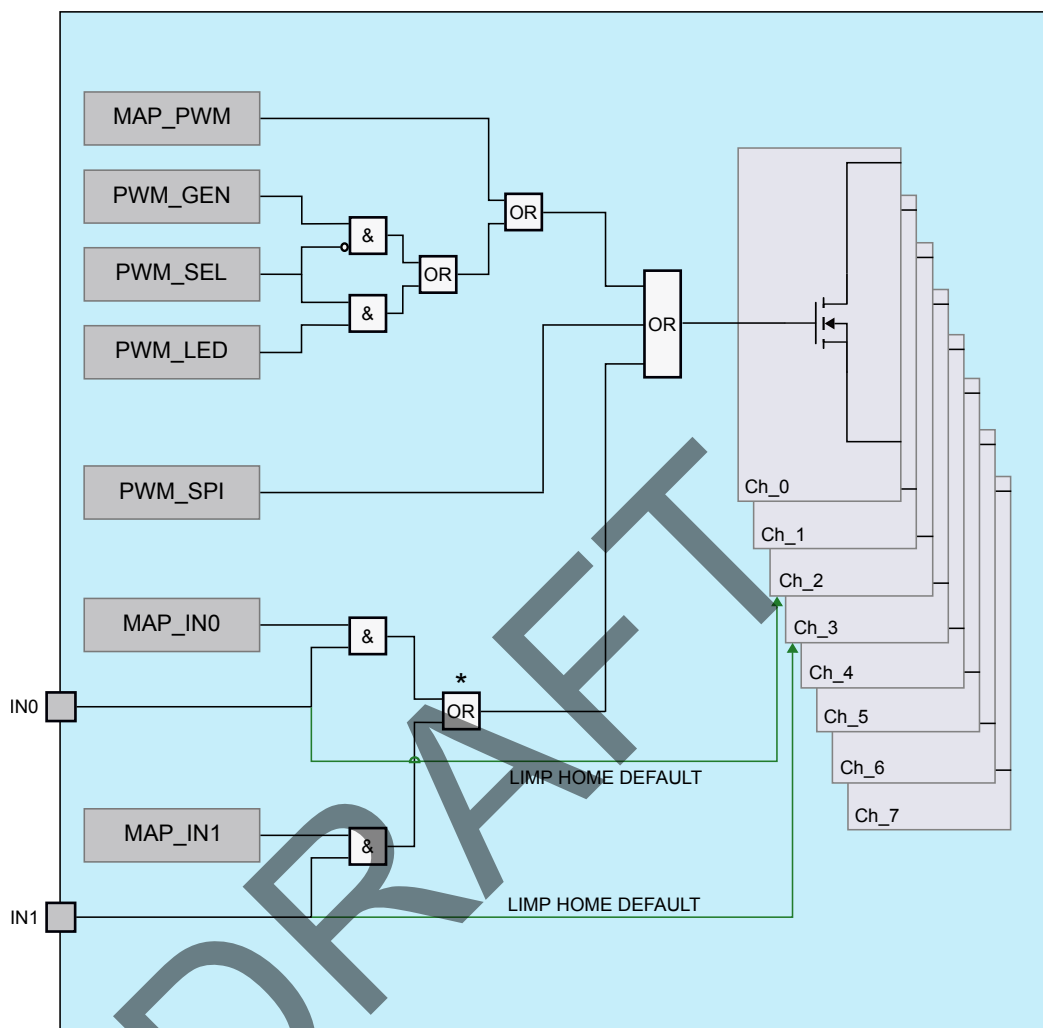 MAP_PWM
PWM_GEN
PWM_SEL
PWM_LED
PWM_SPI
MAP_IN0
MAP_IN1
IN0
IN1
&
&
OR
OR
OR
&
*
OR
&
LIMP HOME DEFAULT
LIMP HOME DEFAULT
Ch_0
Ch_1
Ch_2
Ch_3
Ch_4
Ch_5
Ch_6
Ch_7
DRAFT